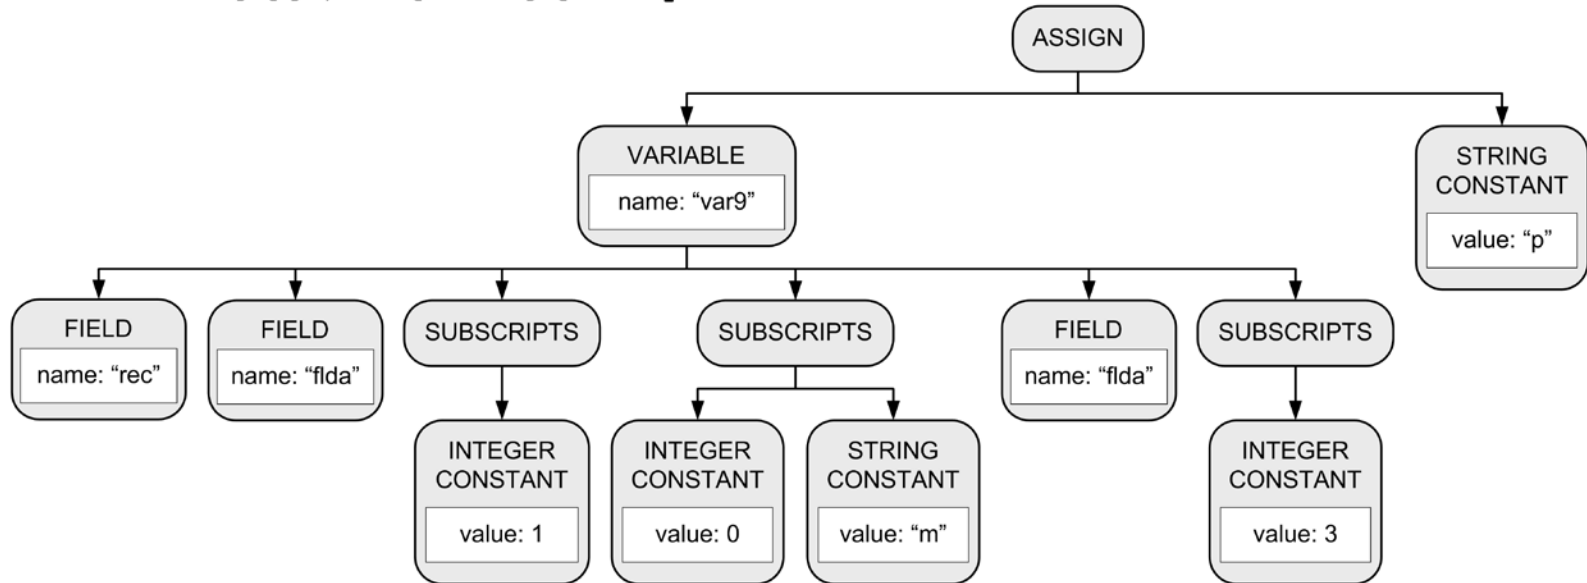 ASSIGN
VARIABLE
name: “var9”
STRING
CONSTANT
value: “p”
FIELD
name: “rec”
FIELD
name: “flda”
SUBSCRIPTS
SUBSCRIPTS
FIELD
name: “flda”
SUBSCRIPTS
INTEGER
CONSTANT
value: 1
INTEGER
CONSTANT
value: 0
STRING
CONSTANT
value: “m”
INTEGER
CONSTANT
value: 3